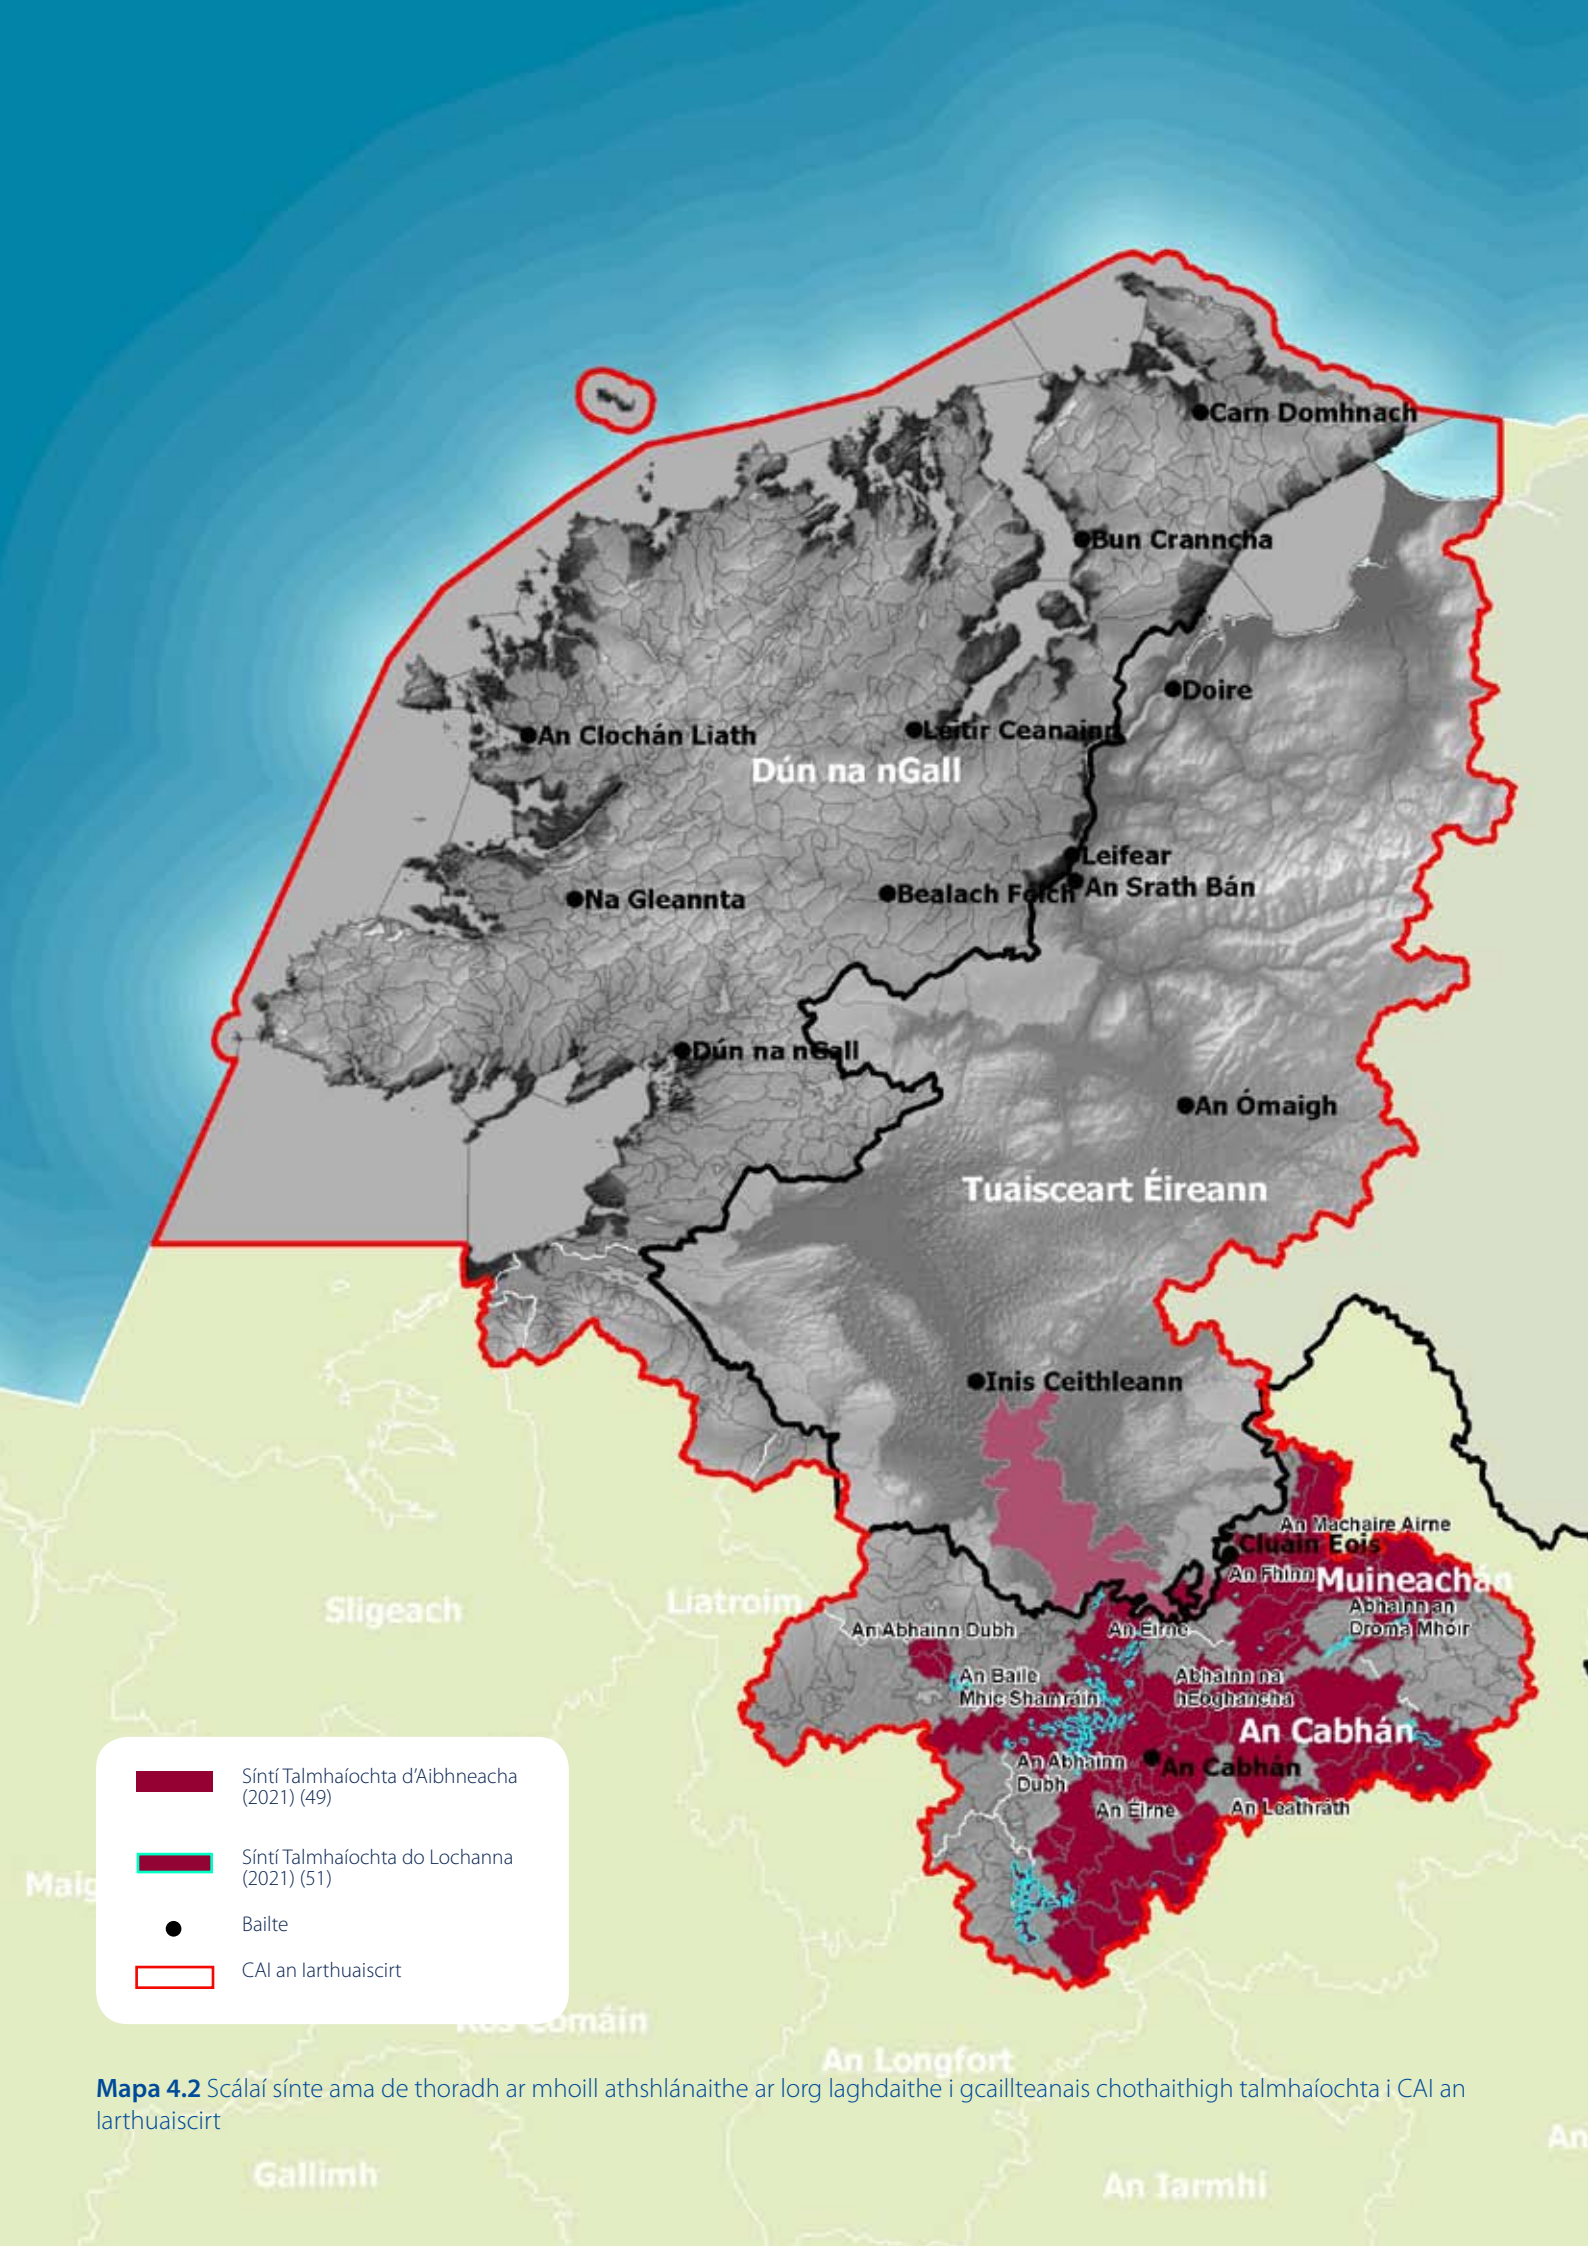 Carn Domhnach
Bun Cranncha
Doire
An Clochán Liath
Leitir Ceanainn
Dún na nGall
Leifear
An Srath Bán
Na Gleannta
Bealach Féich
Dún na nGall
An Ómaigh
Tuaisceart Éireann
Inis Ceithleann
An Machaire Airne
Cluain Eois
An Fhinn
Muineachán
Abhainn an
Droma Mhóir
Sligeach
Liatroim
An Abhainn Dubh
An Éirne
An Baile
Mhic Shamráin
Abhainn na
hEoghancha
An Cabhán
An Abhainn
Dubh
An Cabhán
An Éirne
An Leathráth
Síntí Talmhaíochta d'Aibhneacha
(2021) (49)
Síntí Talmhaíochta do Lochanna
(2021) (51)
Bailte
CAI an Iarthuaiscirt
Maig
Ros Comáin
An Longfort
Mapa 4.2 Scálaí sínte ama de thoradh ar mhoill athshlánaithe ar lorg laghdaithe i gcaillteanais chothaithigh talmhaíochta i CAI an
Iarthuaiscirt
An
Gallimh
An Iarmhí